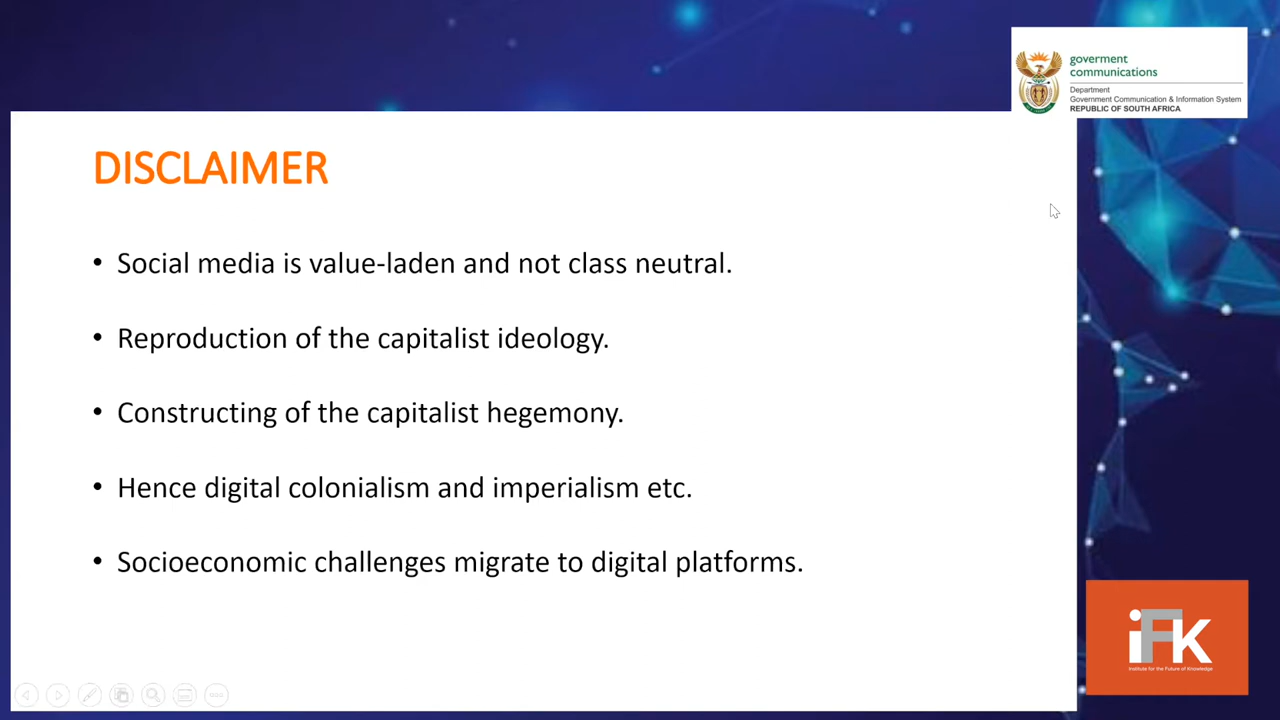 goverment
communications
Department
Government Communication & Information System
REPUBLIC OF SOUTH AFRICA
DISCLAIMER
• Social media is value-laden and not class neutral.
• Reproduction of the capitalist ideology.
• Constructing of the capitalist hegemony.
• Hence digital colonialism and imperialism etc.
• Socioeconomic challenges migrate to digital platforms.
iFK
Institute for the Future of Knowledge